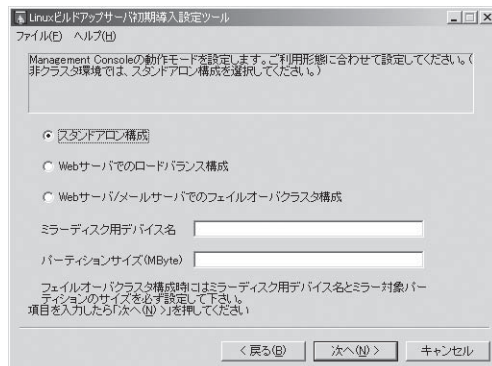 Linuxビルドアップサーバ初期導入設定ツール
ファイル(F) ヘルプ(H)
Management Consoleの動作モードを設定します。ご利用形態に合わせて設定してください。(
非クラスタ環境では、スタンドアロン構成を選択してください。)
スタンドアロン構成
Webサーバでのロードバランス構成
Webサーバ/メールサーバでのフェイルオーバクラスタ構成
ミラーディスク用デバイス名
パーティションサイズ(MByte)
フェイルオーバクラスタ構成時にはミラーディスク用デバイス名とミラー対象パー
ティションのサイズを必ず設定して下さい。
項目を入力したら「次へ(N) >」を押してください
< 戻る(B) 次へ(N) > キャンセル